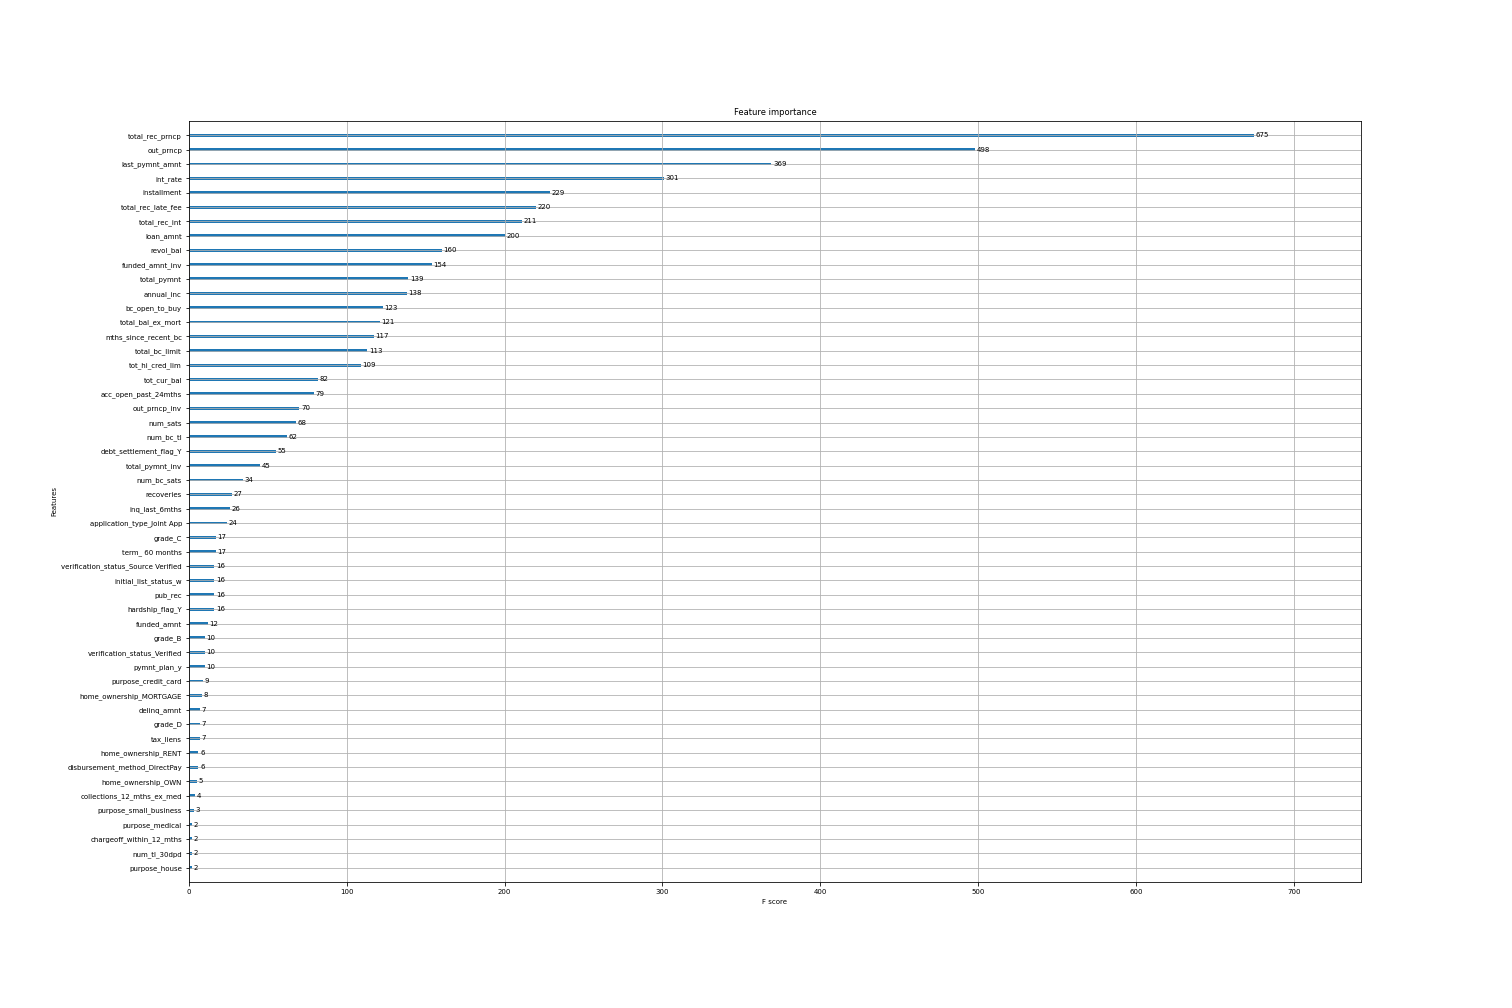 Feature importance
total_rec_prncp 675
out_prncp 498
last_pymnt_amnt 369
int_rate 301
installment 229
total_rec_late_fee 220
total_rec_int 211
loan_amnt 200
revol_bal 160
funded_amnt_inv 154
total_pymnt 139
annual_inc 138
bc_open_to_buy 123
total_bal_ex_mort 121
mths_since_recent_bc 117
total_bc_limit 113
tot_hi_cred_lim 109
tot_cur_bal 82
acc_open_past_24mths 79
out_prncp_inv 70
num_sats 68
num_bc_tl 62
debt_settlement_flag_Y 55
total_pymnt_inv 45
num_bc_sats 34
recoveries 27
inq_last_6mths 26
application_type_Joint App 24
grade_C 17
term_ 60 months 17
verification_status_Source Verified 16
initial_list_status_w 16
pub_rec 16
hardship_flag_Y 16
funded_amnt 12
grade_B 10
verification_status_Verified 10
pymnt_plan_y 10
purpose_credit_card 9
home_ownership_MORTGAGE 8
delinq_amnt 7
grade_D 7
tax_liens 7
home_ownership_RENT 6
disbursement_method_DirectPay 6
home_ownership_OWN 5
collections_12_mths_ex_med 4
purpose_small_business 3
purpose_medical 2
chargeoff_within_12_mths 2
num_tl_30dpd 2
purpose_house 2
Features
0 100 200 300 400 500 600 700
F score